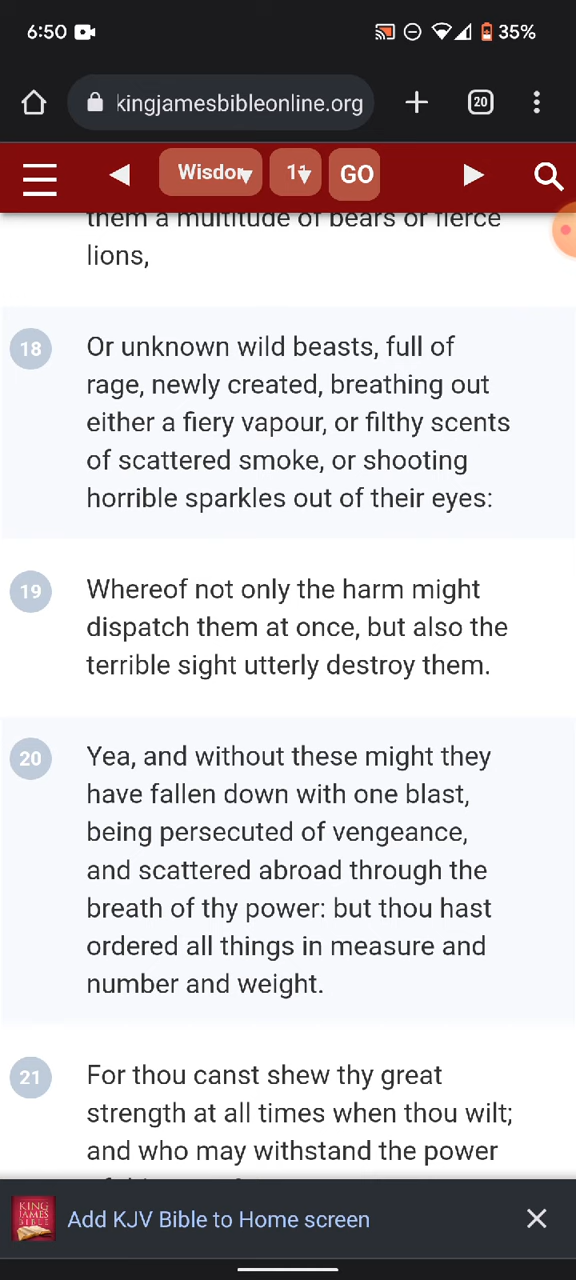 6:50
35%
kingjamesbibleonline.org
20
Wisdom
11
GO
them a multitude of bears or fierce
lions,
18
Or unknown wild beasts, full of
rage, newly created, breathing out
either a fiery vapour, or filthy scents
of scattered smoke, or shooting
horrible sparkles out of their eyes:
19
Whereof not only the harm might
dispatch them at once, but also the
terrible sight utterly destroy them.
20
Yea, and without these might they
have fallen down with one blast,
being persecuted of vengeance,
and scattered abroad through the
breath of thy power: but thou hast
ordered all things in measure and
number and weight.
21
For thou canst shew thy great
strength at all times when thou wilt;
and who may withstand the power
KING
JAMES
BIBLE
Add KJV Bible to Home screen